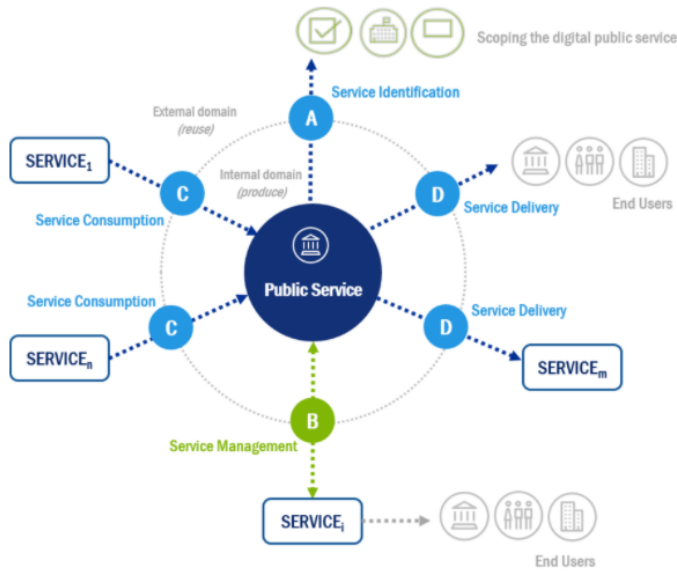 Scoping the digital public service
Service Identification
A
External domain
(reuse)
SERVICE1
Internal domain
(produce)
C
D
Service Consumption
Service Delivery
End Users
Public Service
Service Consumption
Service Delivery
C
D
SERVICEn
SERVICEm
B
Service Management
SERVICEi
End Users